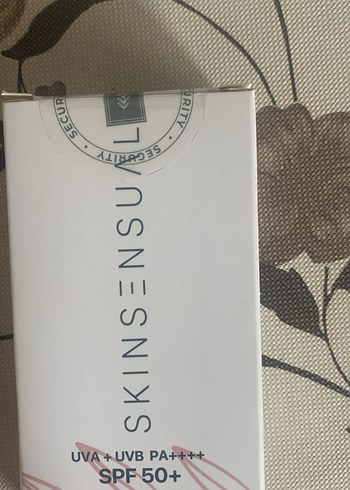 SECURITY • SECURITY
SKINSENSUAL
UVA + UVB PA++++
SPF 50+